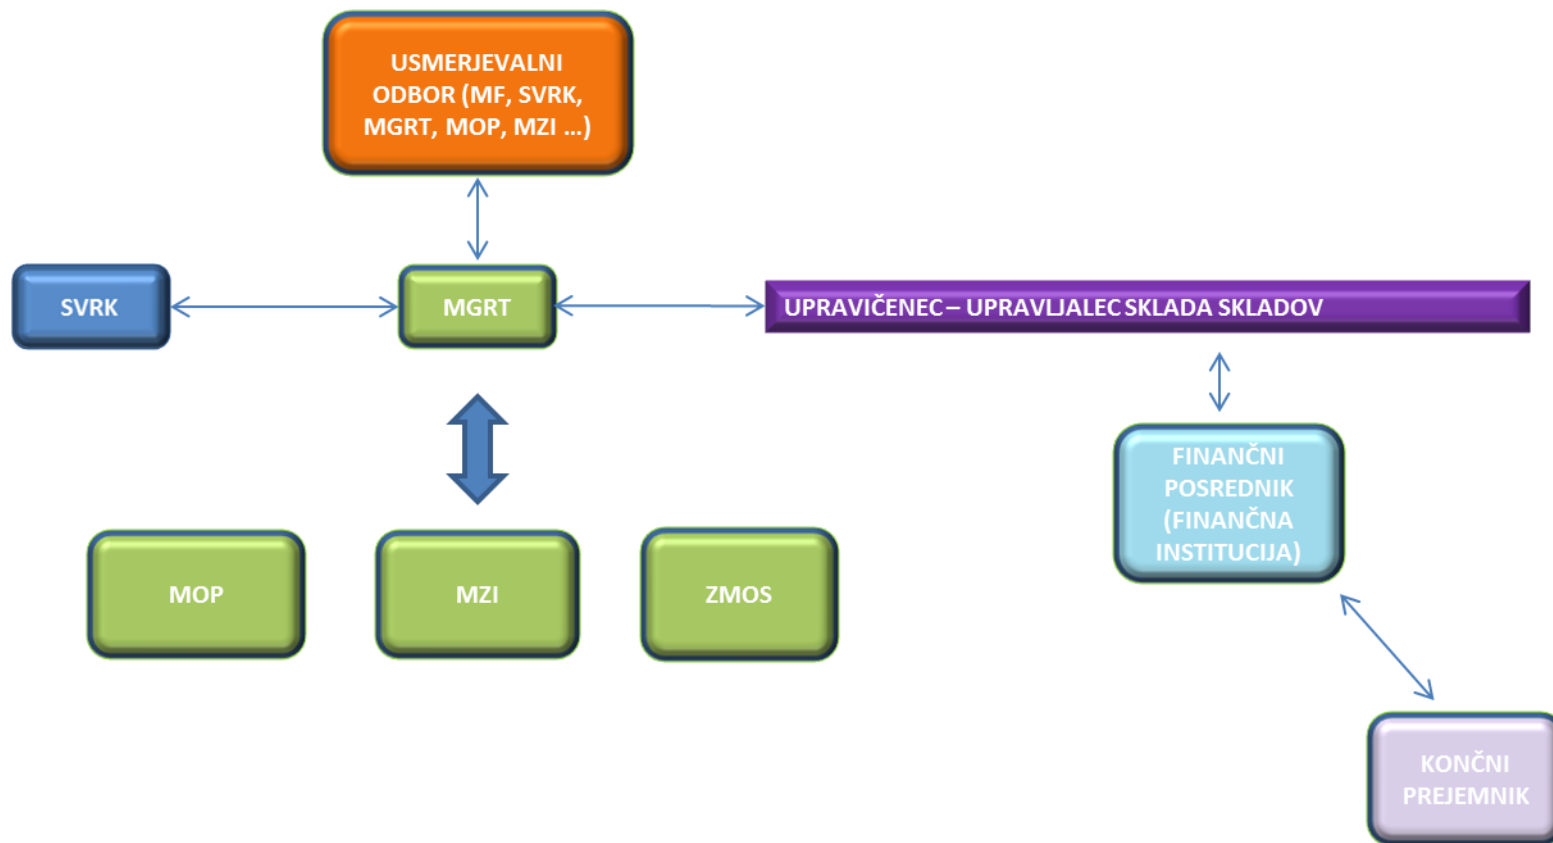 USMERJEVALNI
ODBOR (MF, SVRK,
MGRT, MOP, MZI ...)
SVRK
MGRT
UPRAVIČENEC – UPRAVLJALEC SKLADA SKLADOV
FINANČNI
POSREDNIK
(FINANČNA
INSTITUCIJA)
MOP
MZI
ZMOS
KONČNI
PREJEMNIK